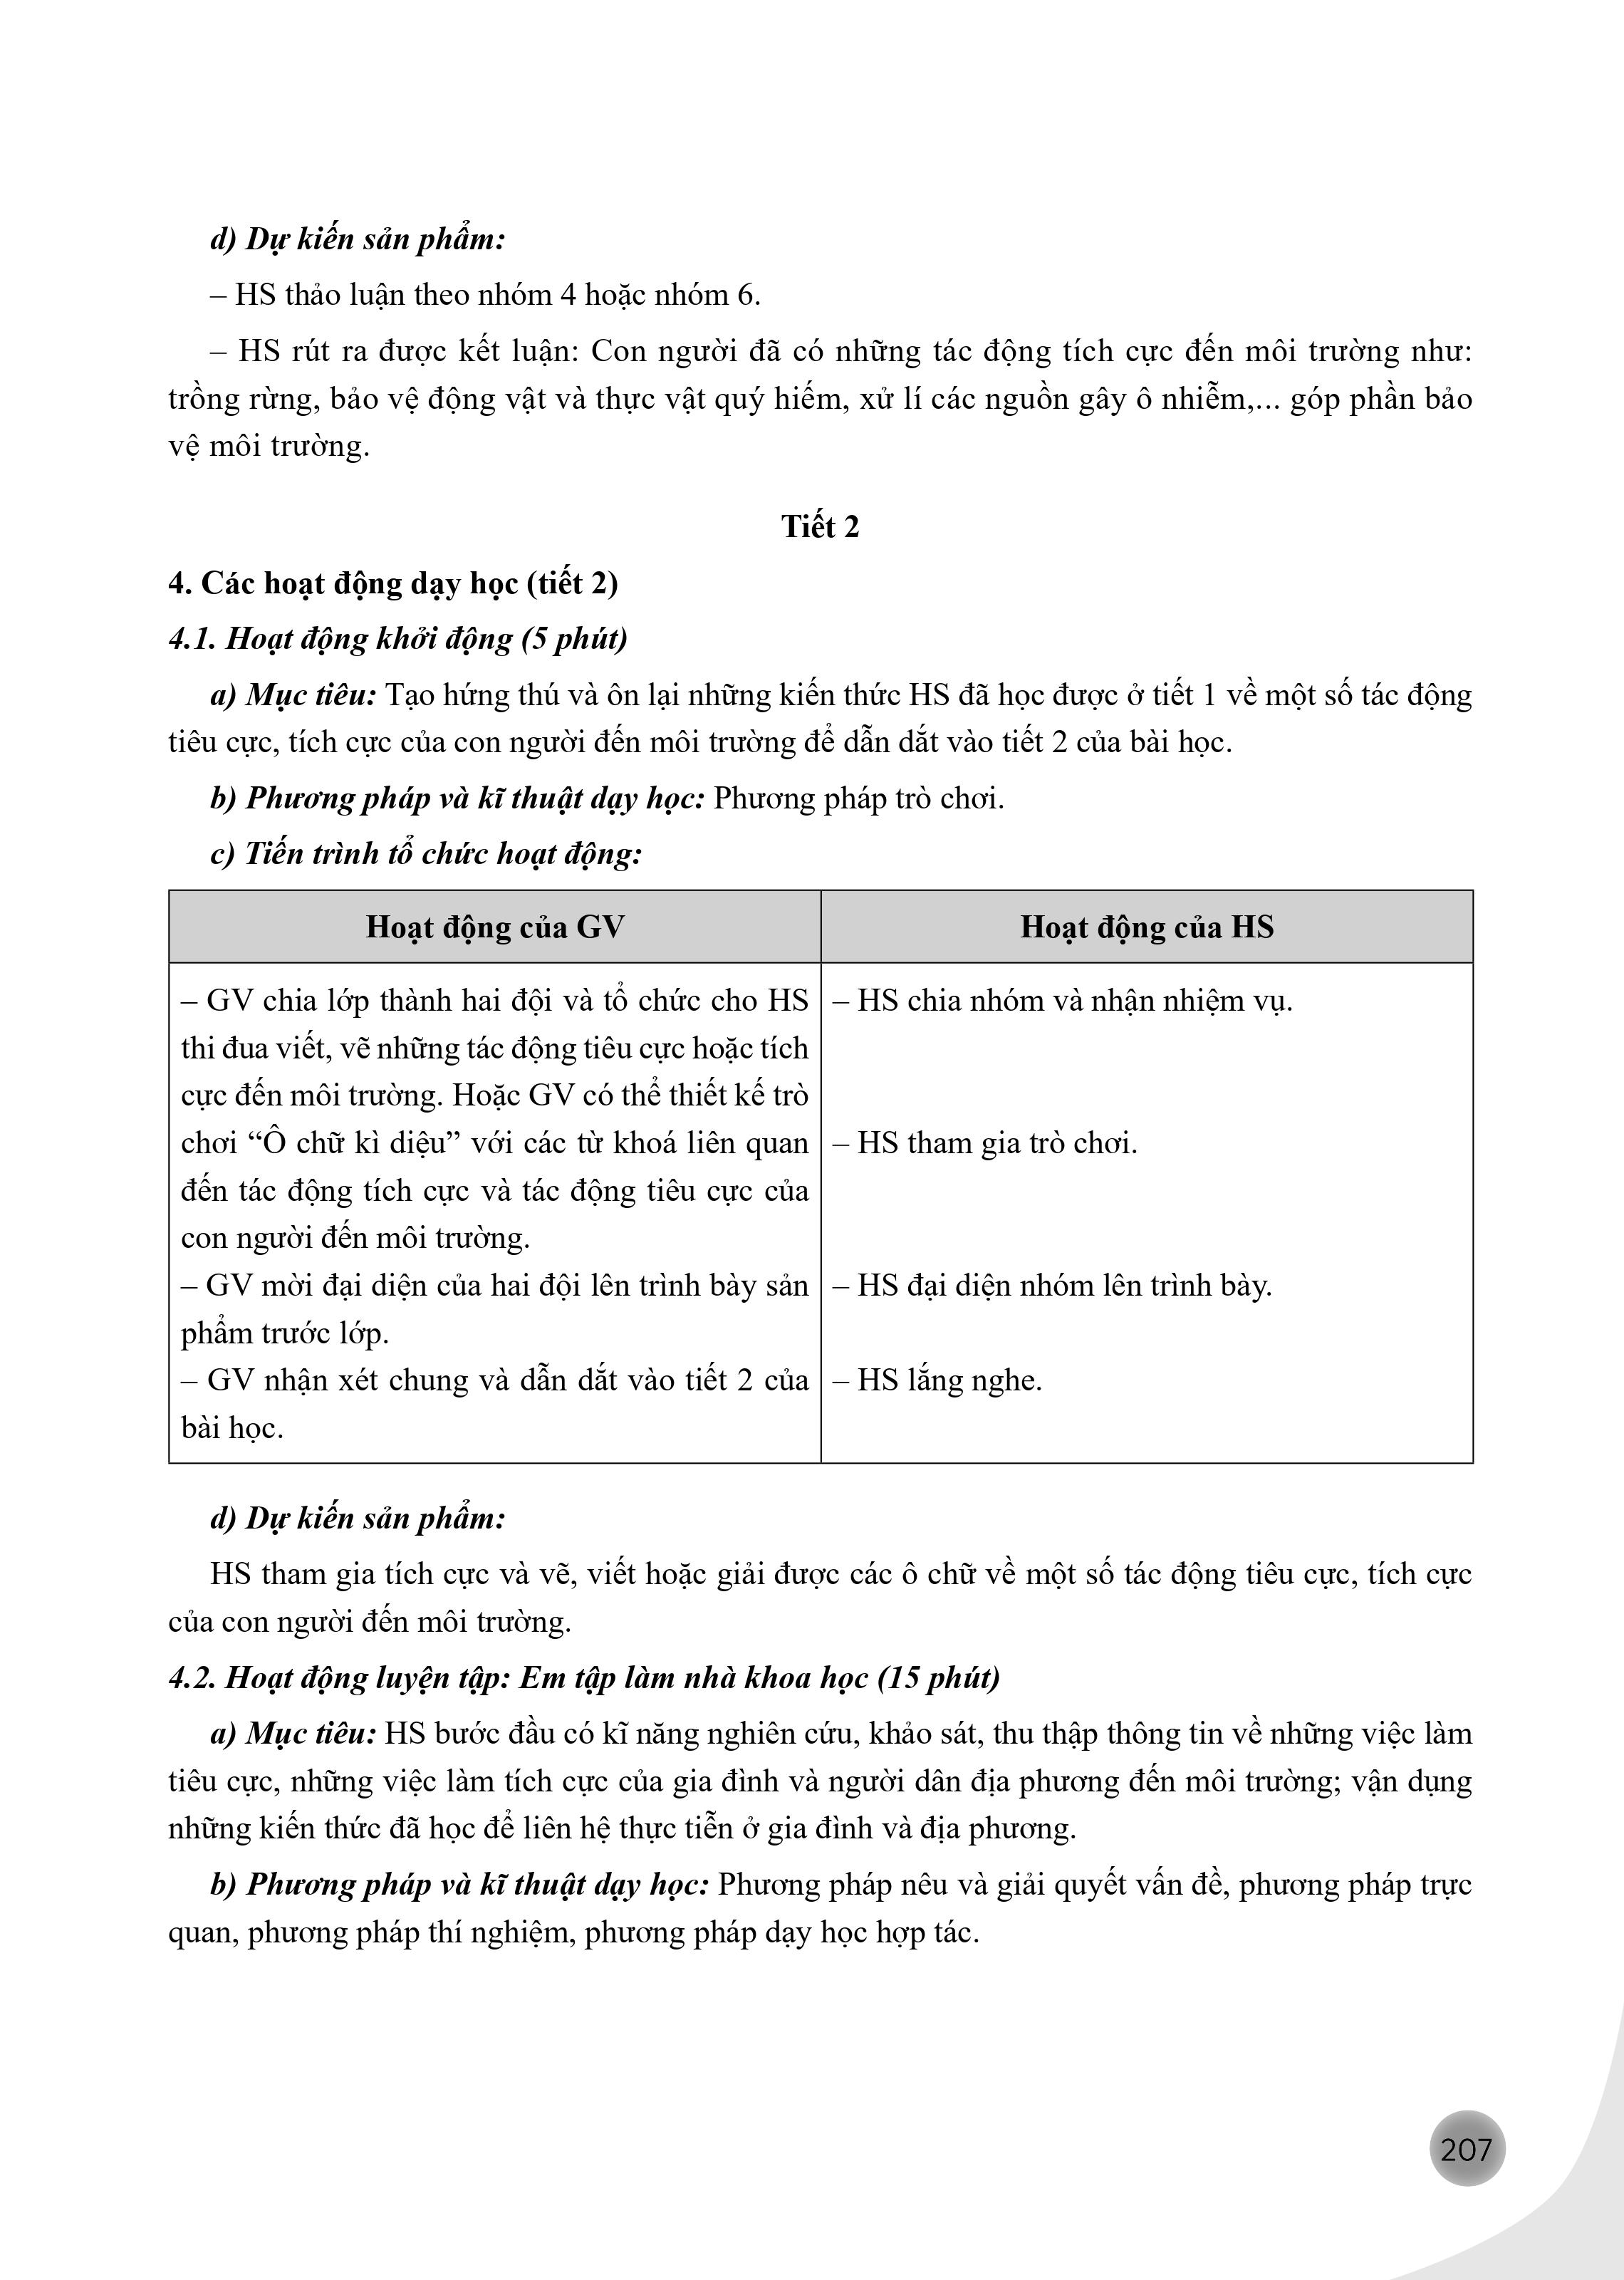 d) Dự kiến sản phẩm:
– HS thảo luận theo nhóm 4 hoặc nhóm 6.
– HS rút ra được kết luận: Con người đã có những tác động tích cực đến môi trường như:
trồng rừng, bảo vệ động vật và thực vật quý hiếm, xử lí các nguồn gây ô nhiễm,... góp phần bảo
vệ môi trường.
Tiết 2
4. Các hoạt động dạy học (tiết 2)
4.1. Hoạt động khởi động (5 phút)
a) Mục tiêu: Tạo hứng thú và ôn lại những kiến thức HS đã học được ở tiết 1 về một số tác động
tiêu cực, tích cực của con người đến môi trường để dẫn dắt vào tiết 2 của bài học.
b) Phương pháp và kĩ thuật dạy học: Phương pháp trò chơi.
c) Tiến trình tổ chức hoạt động:
Hoạt động của GV
Hoạt động của HS
– GV chia lớp thành hai đội và tổ chức cho HS
thi đua viết, vẽ những tác động tiêu cực hoặc tích
cực đến môi trường. Hoặc GV có thể thiết kế trò
chơi “Ô chữ kì diệu” với các từ khoá liên quan
đến tác động tích cực và tác động tiêu cực của
con người đến môi trường.
– GV mời đại diện của hai đội lên trình bày sản
phẩm trước lớp.
– GV nhận xét chung và dẫn dắt vào tiết 2 của
bài học.
– HS chia nhóm và nhận nhiệm vụ.
– HS tham gia trò chơi.
– HS đại diện nhóm lên trình bày.
– HS lắng nghe.
d) Dự kiến sản phẩm:
HS tham gia tích cực và vẽ, viết hoặc giải được các ô chữ về một số tác động tiêu cực, tích cực
của con người đến môi trường.
4.2. Hoạt động luyện tập: Em tập làm nhà khoa học (15 phút)
a) Mục tiêu: HS bước đầu có kĩ năng nghiên cứu, khảo sát, thu thập thông tin về những việc làm
tiêu cực, những việc làm tích cực của gia đình và người dân địa phương đến môi trường; vận dụng
những kiến thức đã học để liên hệ thực tiễn ở gia đình và địa phương.
b) Phương pháp và kĩ thuật dạy học: Phương pháp nêu và giải quyết vấn đề, phương pháp trực
quan, phương pháp thí nghiệm, phương pháp dạy học hợp tác.
207